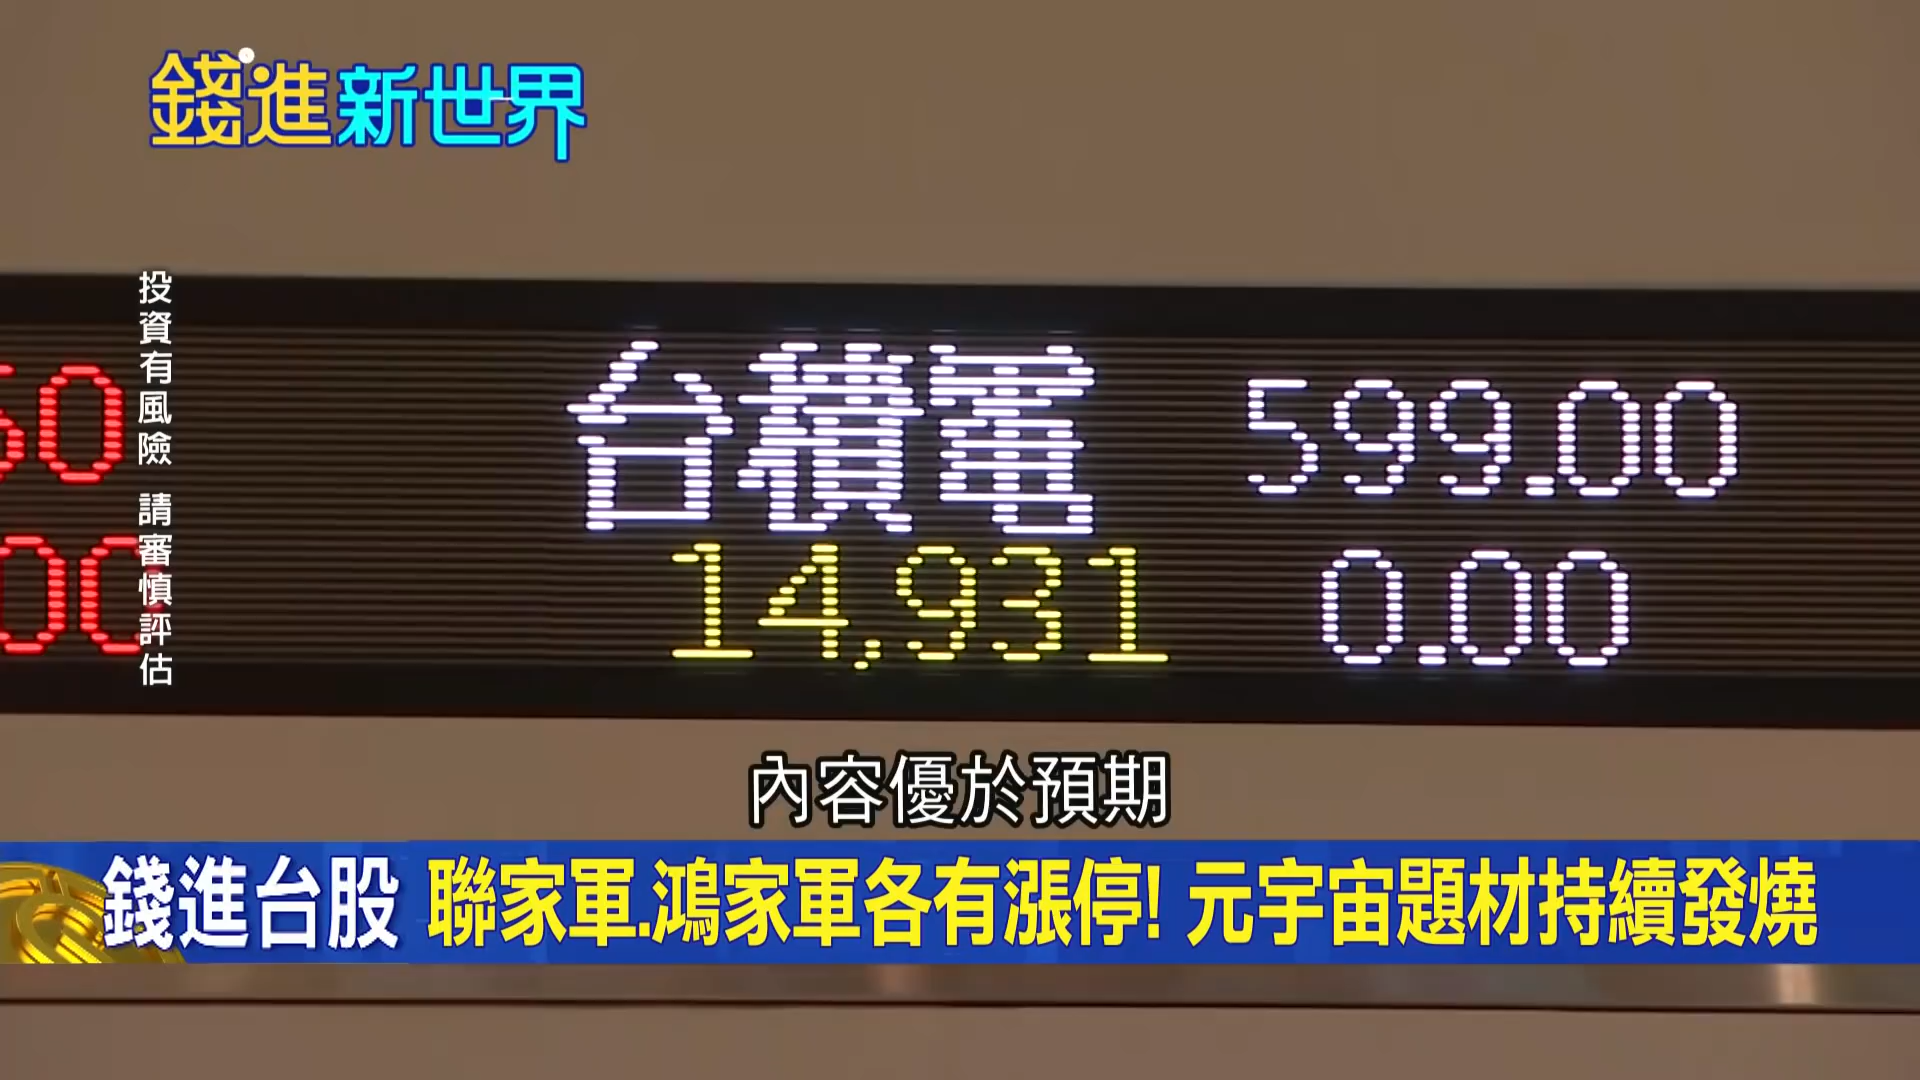 錢進新世界
投資有風險 請審慎評估
台積電 599.00
14,931 0.00
內容優於預期
錢進台股 聯家軍.鴻家軍各有漲停! 元宇宙題材持續發燒